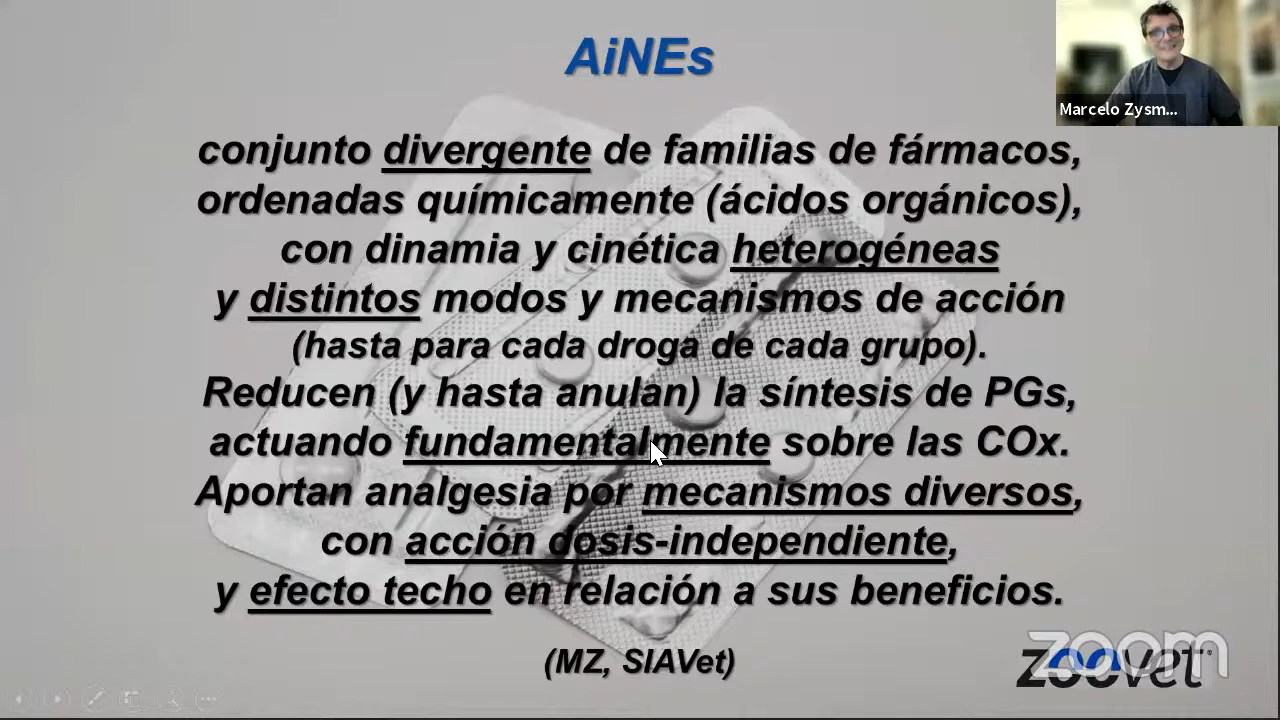 AiNEs
Marcelo Zysm...
conjunto divergente de familias de fármacos,
ordenadas químicamente (ácidos orgánicos),
con dinamia y cinética heterogéneas
y distintos modos y mecanismos de acción
(hasta para cada droga de cada grupo).
Reducen (y hasta anulan) la síntesis de PGs,
actuando fundamentalmente sobre las COx.
Aportan analgesia por mecanismos diversos,
con acción dosis-independiente,
y efecto techo en relación a sus beneficios.
(MZ, SIAVet)
zoovet
zoom